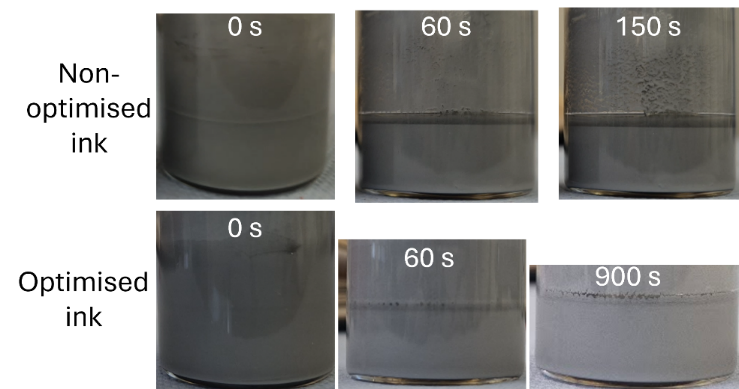 0 s
60 s
150 s
Non-
optimised
ink
0 s
60 s
900 s
Optimised
ink